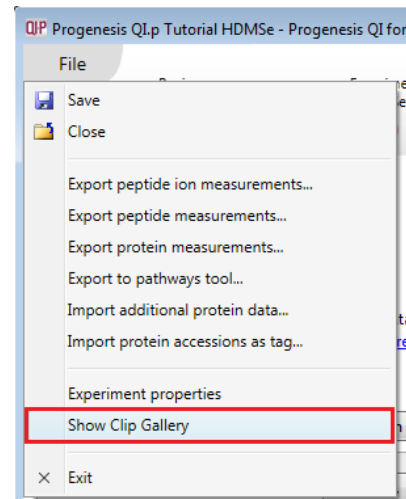 QIP Progenesis QI.p Tutorial HDMSe - Progenesis QI for
File
Save
Close
Export peptide ion measurements...
Export peptide measurements...
Export protein measurements...
Export to pathways tool...
Import additional protein data...
Import protein accessions as tag...
Experiment properties
Show Clip Gallery
Exit